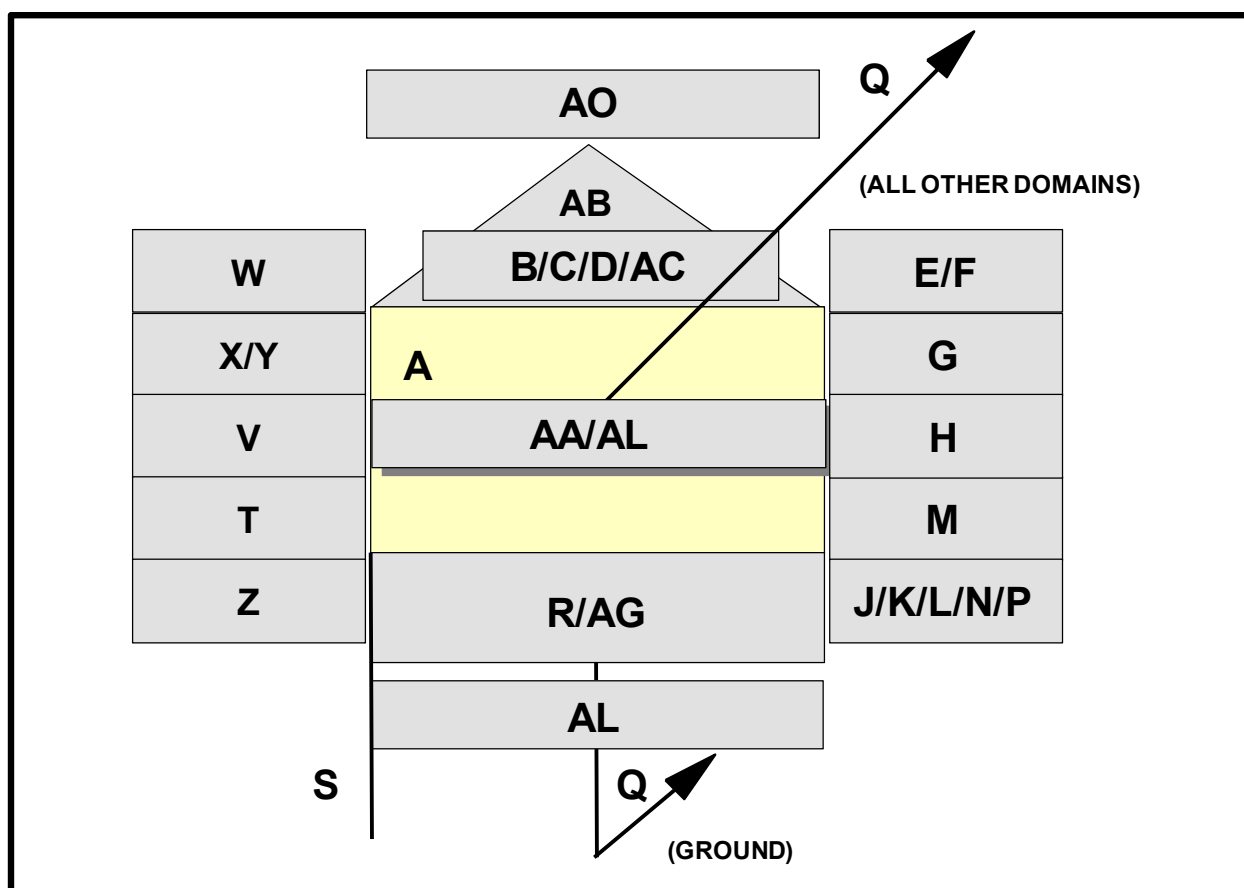 Q
AO
(ALL OTHER DOMAINS)
AB
W
B/C/D/AC
E/F
X/Y
A
G
V
AA/AL
H
T
M
Z
R/AG
J/K/L/N/P
AL
S
Q
(GROUND)